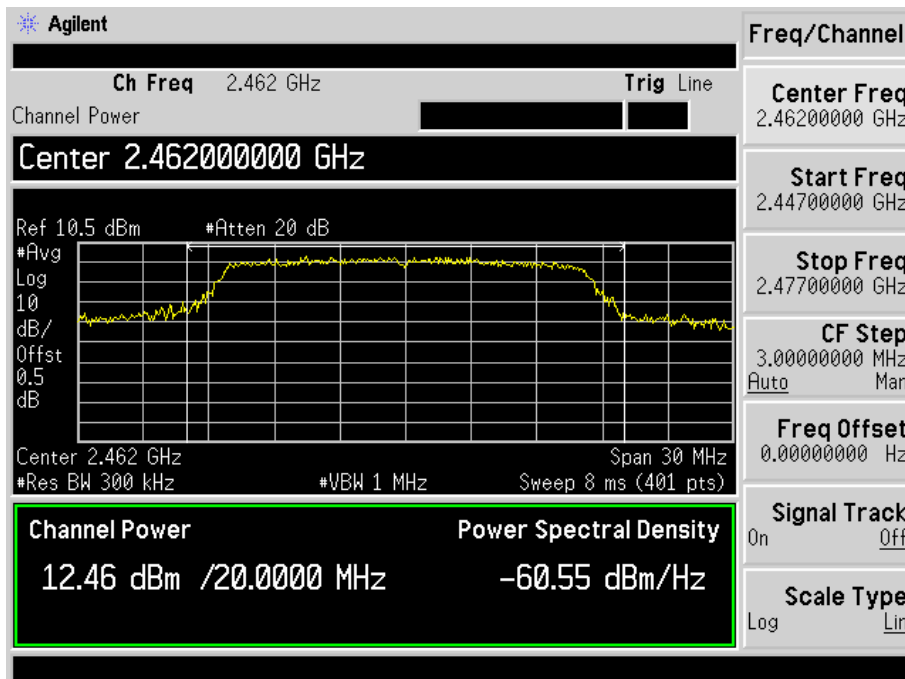 Agilent
Freq/Channel
Ch Freq 2.462 GHz Trig Line
Channel Power
Center 2.462000000 GHz
Ref 10.5 dBm #Atten 20 dB
#Avg
Log
10
dB/
Offst
0.5
dB
Center 2.462 GHz Span 30 MHz
#Res BW 300 kHz #VBW 1 MHz Sweep 8 ms (401 pts)
Channel Power Power Spectral Density
12.46 dBm /20.0000 MHz -60.55 dBm/Hz
Center Freq
2.46200000 GHz
Start Freq
2.44700000 GHz
Stop Freq
2.47700000 GHz
CF Step
3.00000000 MHz
Auto Man
Freq Offset
0.00000000 Hz
Signal Track
On Off
Scale Type
Log Lin